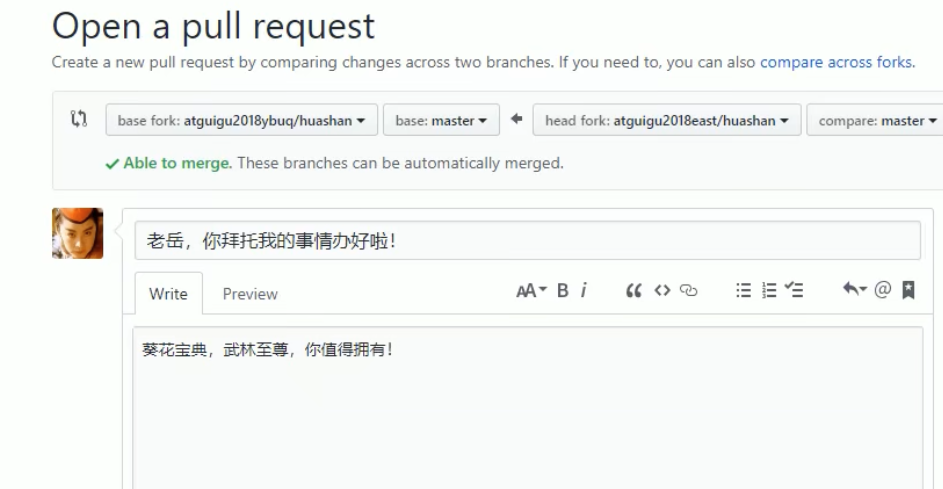 Open a pull request
Create a new pull request by comparing changes across two branches. If you need to, you can also compare across forks.
base fork: atguigu2018ybuq/huashan base: master head fork: atguigu2018east/huashan compare: master
Able to merge. These branches can be automatically merged.
老岳，你拜托我的事情办好啦！
Write Preview AA B i
葵花宝典，武林至尊，你值得拥有！